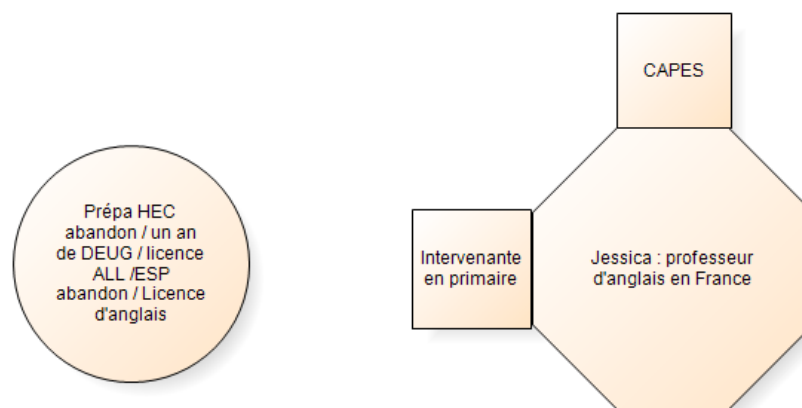 Prépa HEC
abandon / un an
de DEUG / licence
ALL /ESP
abandon / Licence
d'anglais
CAPES
Intervenante
en primaire
Jessica : professeur
d'anglais en France